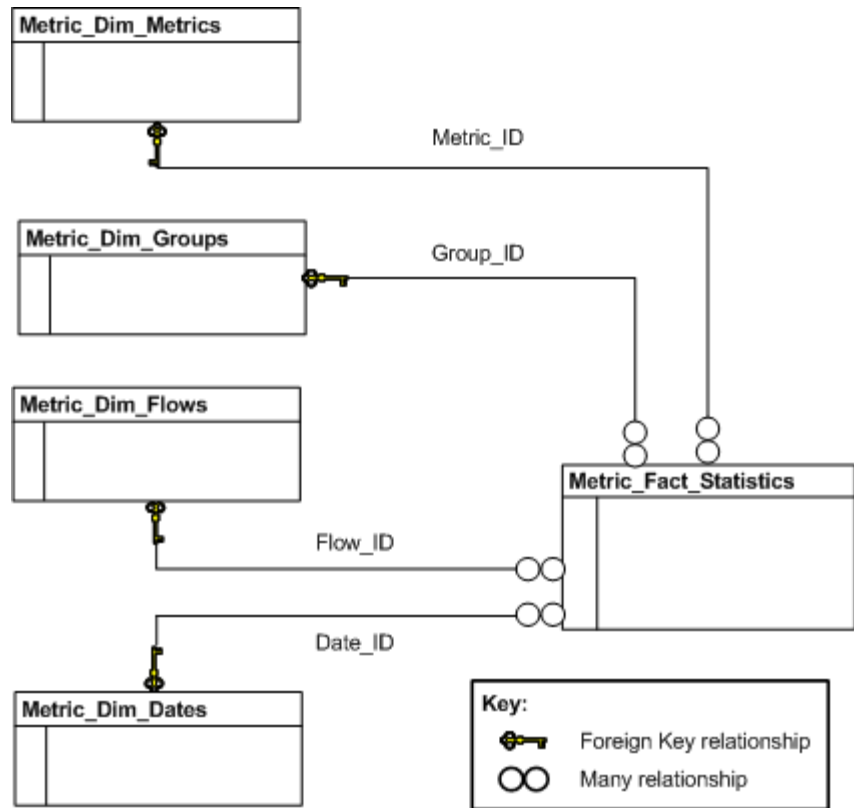 Metric_Dim_Metrics
Metric_ID
Metric_Dim_Groups
Group_ID
Metric_Dim_Flows
Metric_Fact_Statistics
Flow_ID
Date_ID
Metric_Dim_Dates
Key:
Foreign Key relationship
Many relationship